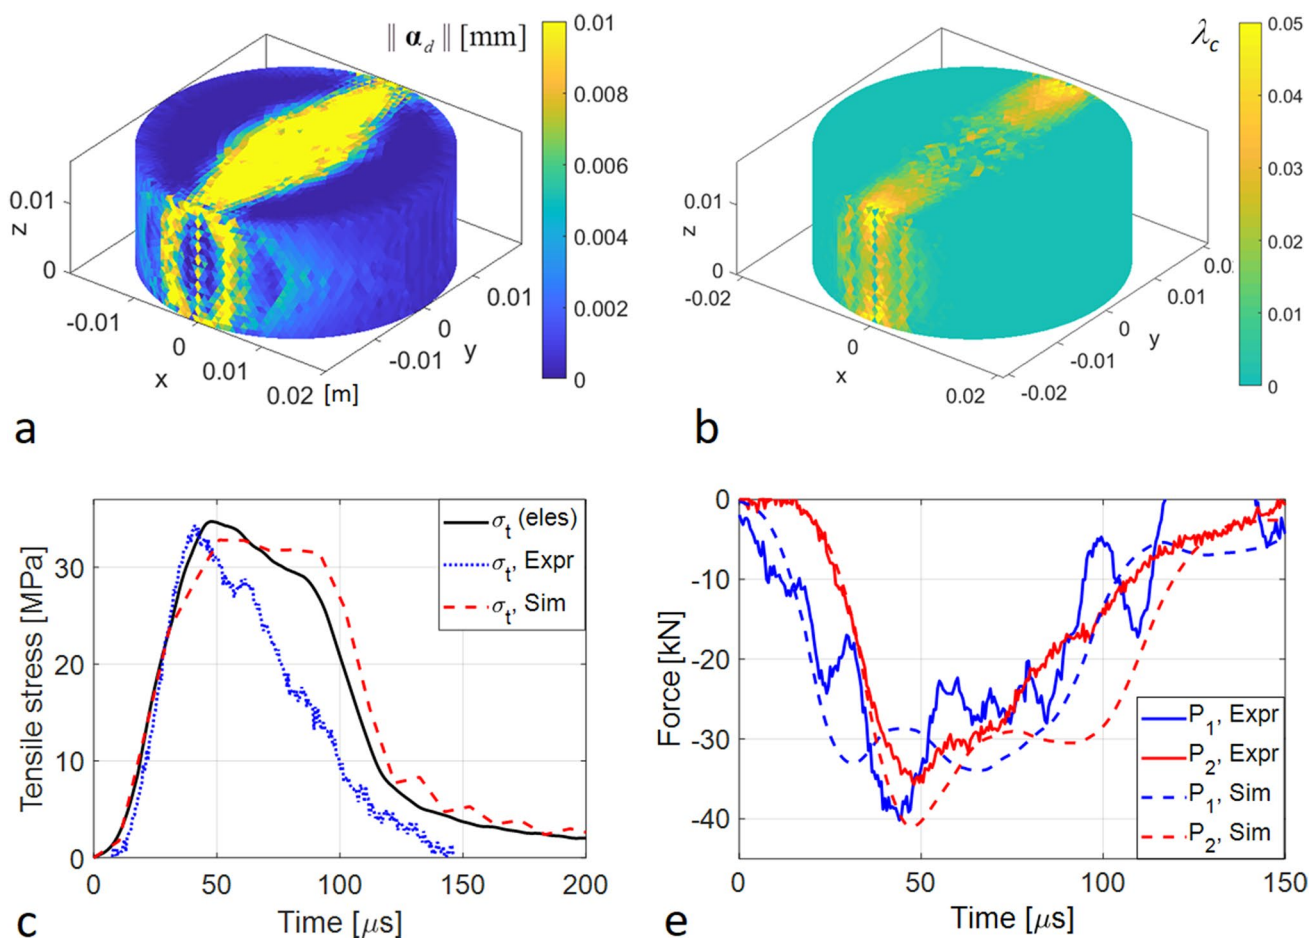 ‖ α_d ‖ [mm]
0.01
0.008
0.006
0.004
0.002
0
z
0.01
0
-0.01
0
0.01
0.02
[m]
x
-0.01
0
0.01
y
a
λ_c
0.05
0.04
0.03
0.02
0.01
0
z
0.01
0
-0.02
0
0.02
x
-0.02
-0.01
0
0.01
y
b
Tensile stress [MPa]
30
20
10
0
0 50 100 150 200
Time [μs]
σ_t (eles)
σ_t, Expr
σ_t, Sim
c
Force [kN]
0
-10
-20
-30
-40
0 50 100 150
Time [μs]
P_1, Expr
P_2, Expr
P_1, Sim
P_2, Sim
e